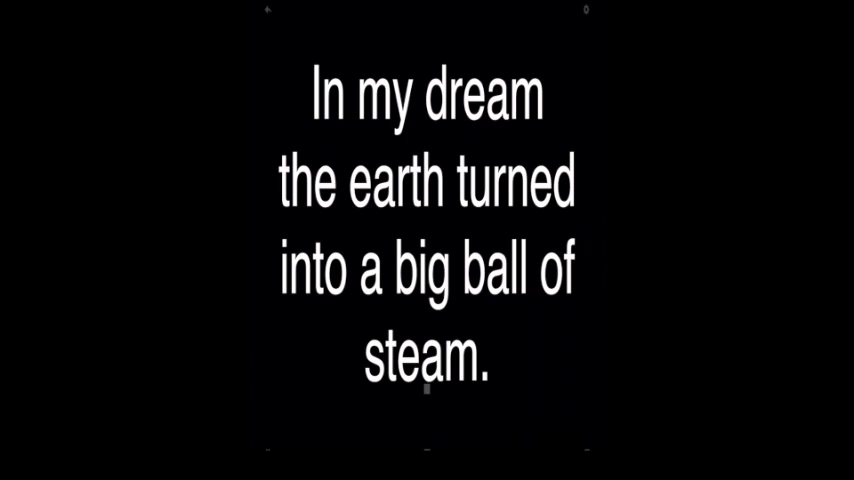 In my dream
the earth turned
into a big ball of
steam.